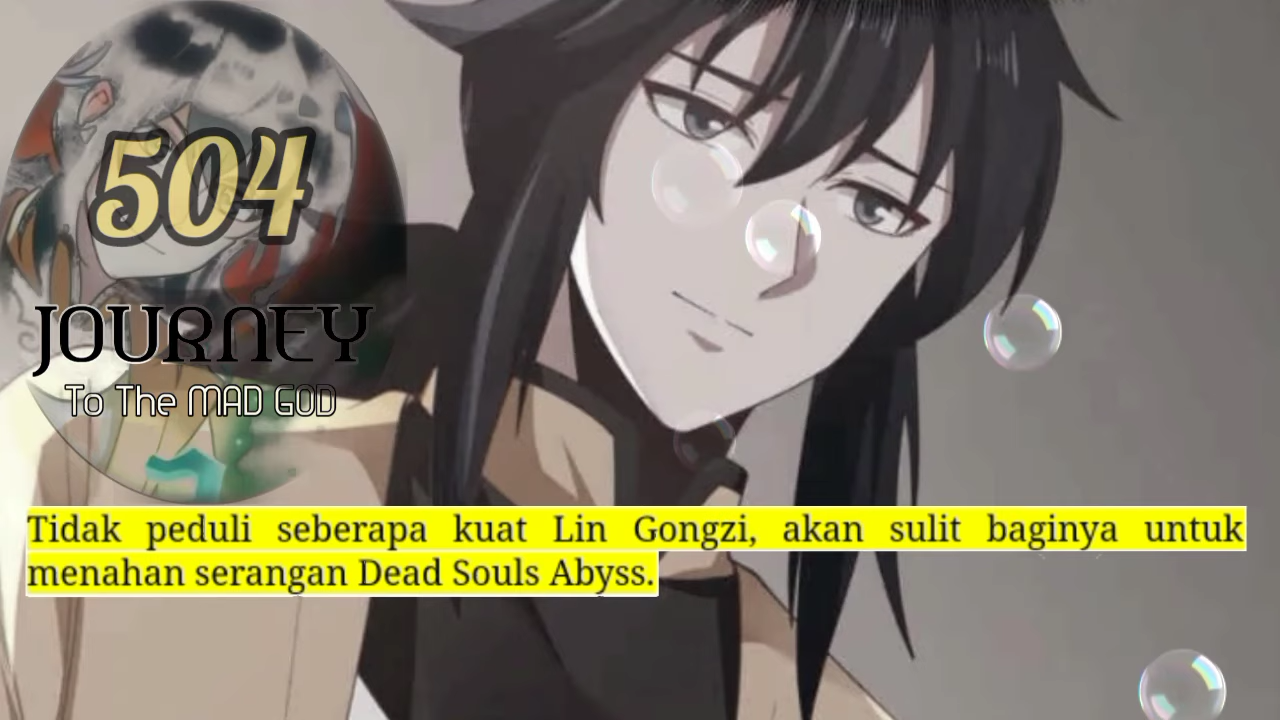 504
JOURNEY
To The MAD GOD
Tidak peduli seberapa kuat Lin Gongzi, akan sulit baginya untuk
menahan serangan Dead Souls Abyss.